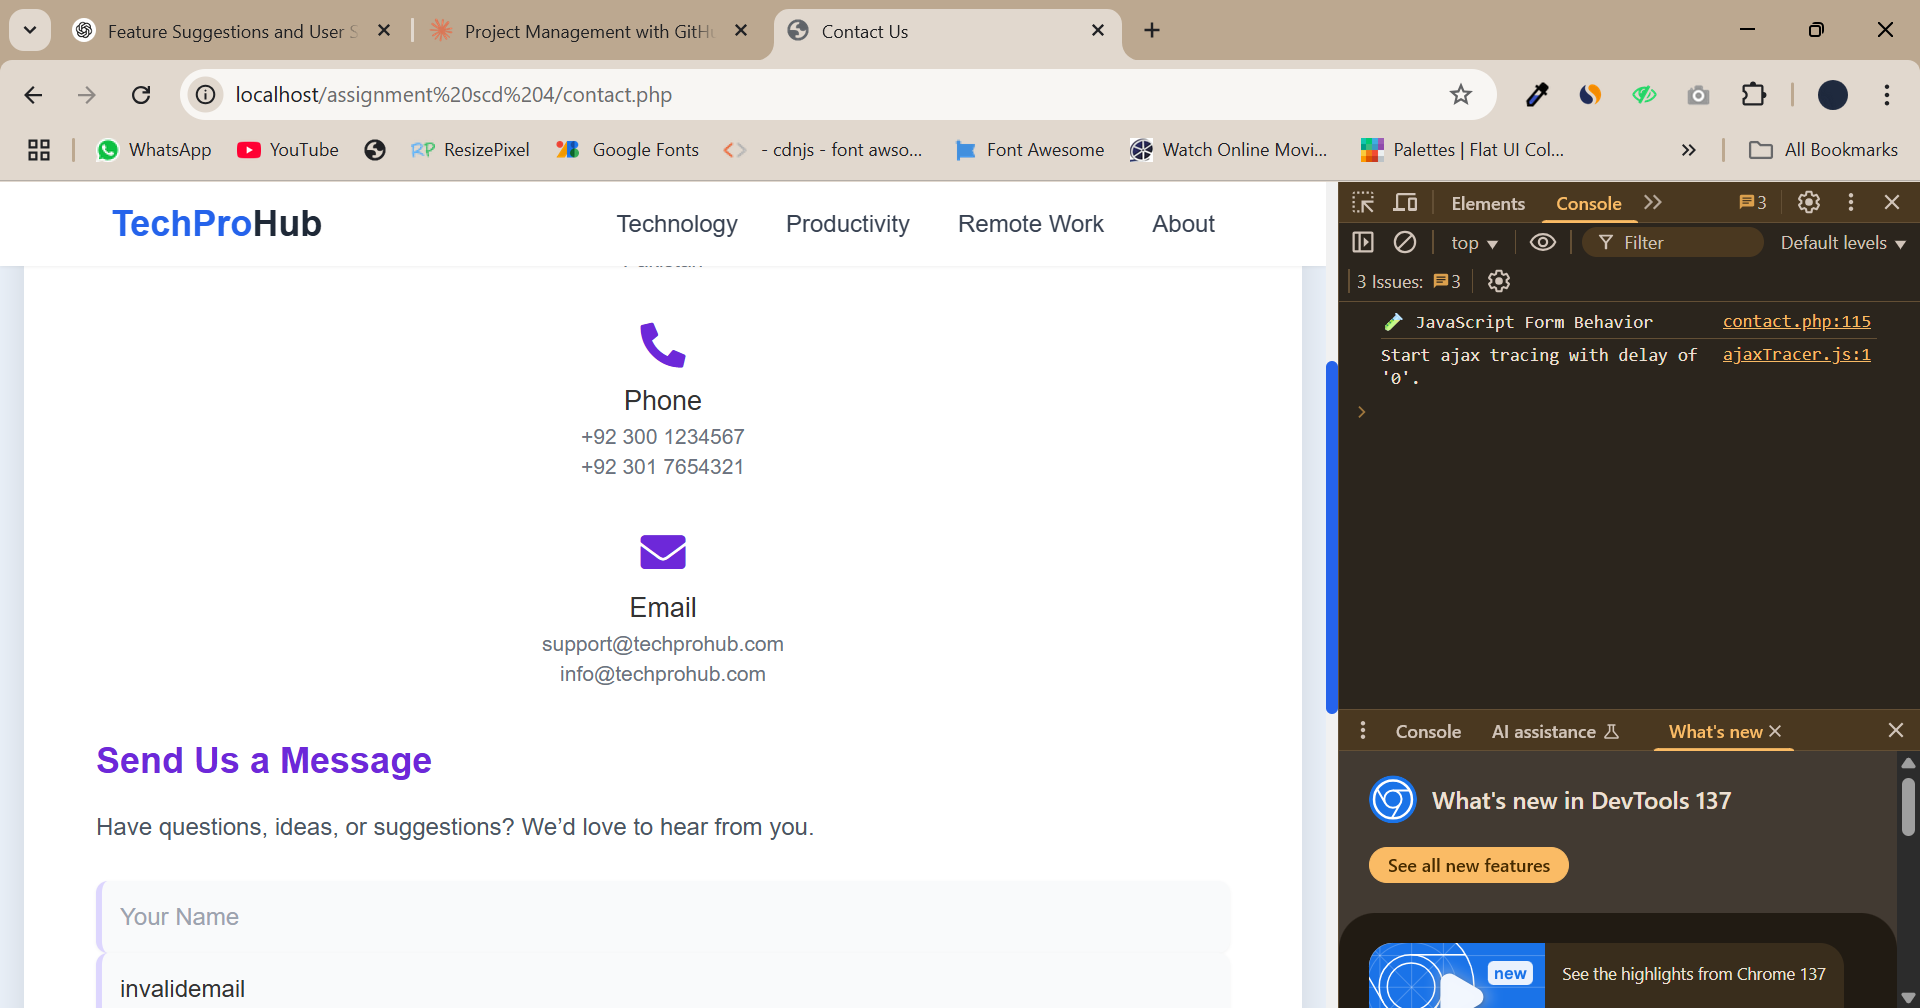 Feature Suggestions and User S
Project Management with GitHu
Contact Us
localhost/assignment%20scd%204/contact.php
WhatsApp
YouTube
RP ResizePixel
Google Fonts
- cdnjs - font awso...
Font Awesome
Watch Online Movi...
Palettes | Flat UI Col...
All Bookmarks
TechProHub
Technology
Productivity
Remote Work
About
Phone
+92 300 1234567
+92 301 7654321
Email
support@techprohub.com
info@techprohub.com
Send Us a Message
Have questions, ideas, or suggestions? We’d love to hear from you.
Your Name
invalidemail
Elements
Console
3
top
Filter
Default levels
3 Issues: 3
JavaScript Form Behavior contact.php:115
Start ajax tracing with delay of ajaxTracer.js:1
'0'.
Console
AI assistance
What's new
What's new in DevTools 137
See all new features
new
See the highlights from Chrome 137